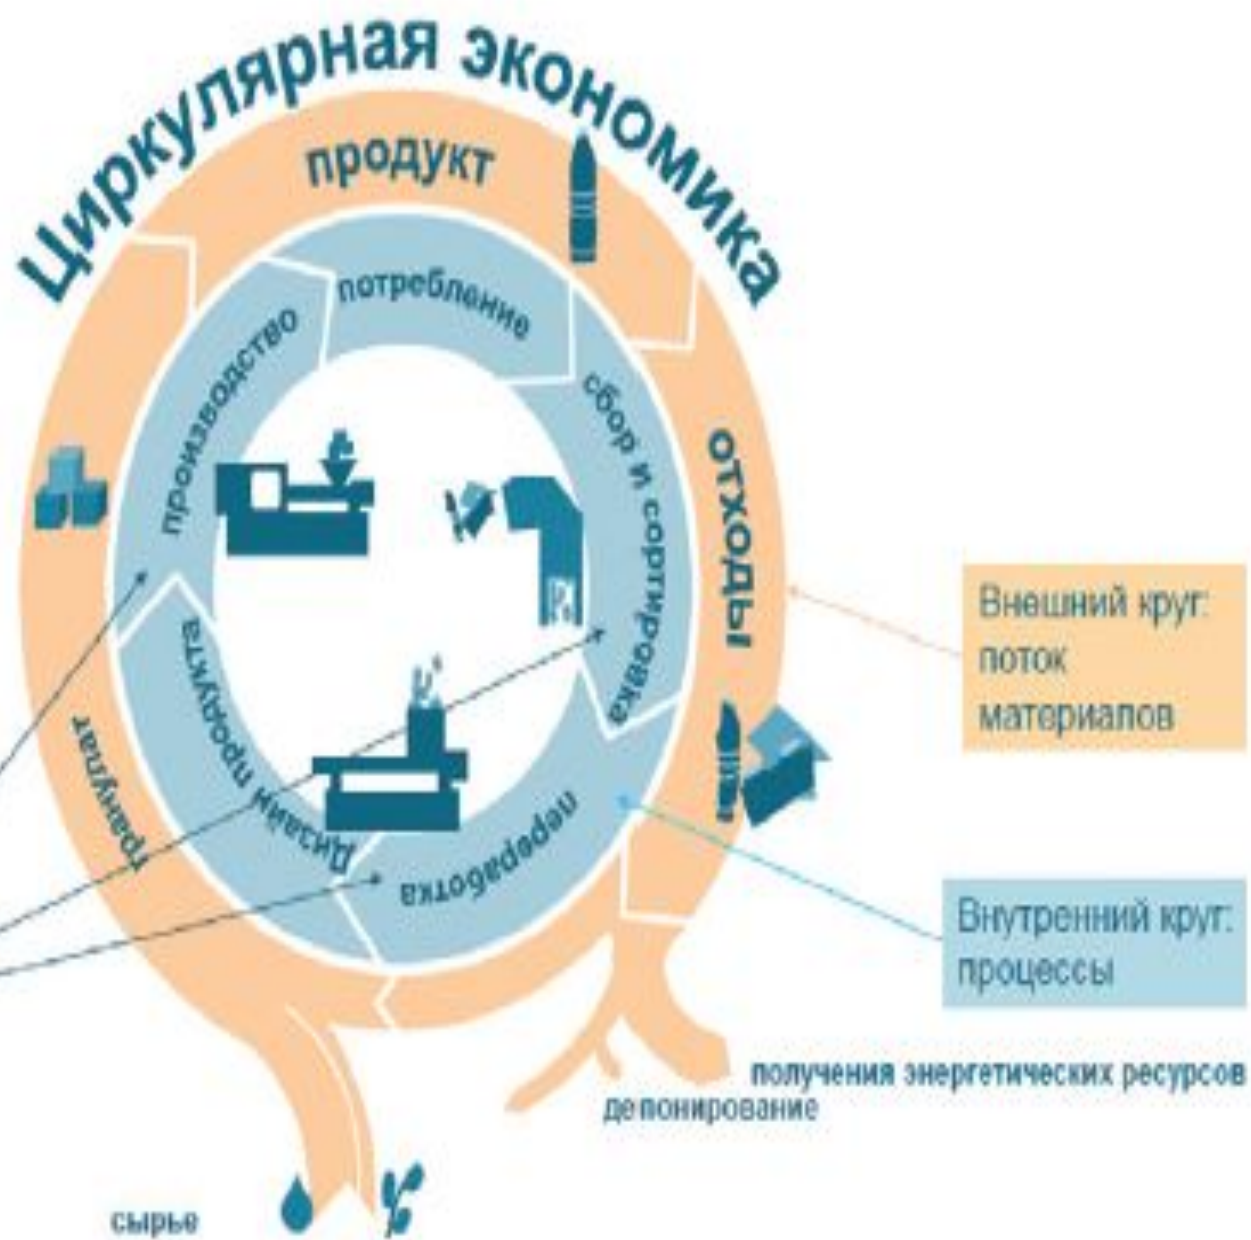 Циркулярная экономика
продукт
потребление
производство
сбор и сортировка
отходы
Внешний круг:
поток
материалов
Дизайн продукта
гранулат
переработка
Внутренний круг:
процессы
получения энергетических ресурсов
депонирование
сырье